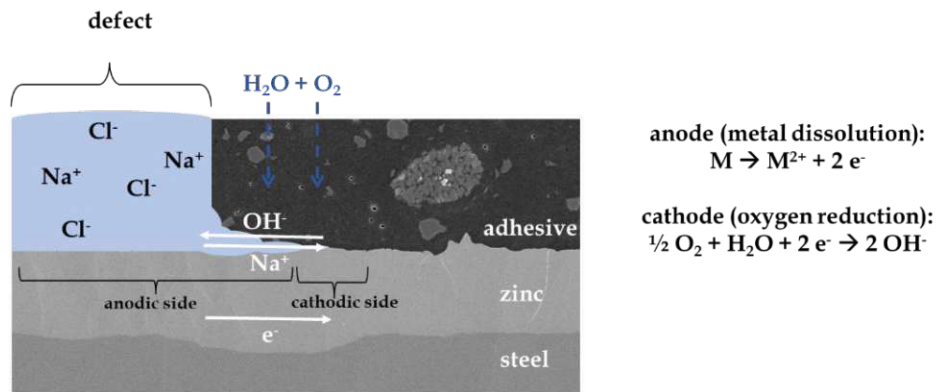 defect
H₂O + O₂
Cl⁻
Na⁺
Na⁺
Cl⁻
Cl⁻
OH⁻
Na⁺
adhesive
anodic side
cathodic side
zinc
e⁻
steel
anode (metal dissolution):
M → M²⁺ + 2 e⁻
cathode (oxygen reduction):
½ O₂ + H₂O + 2 e⁻ → 2 OH⁻